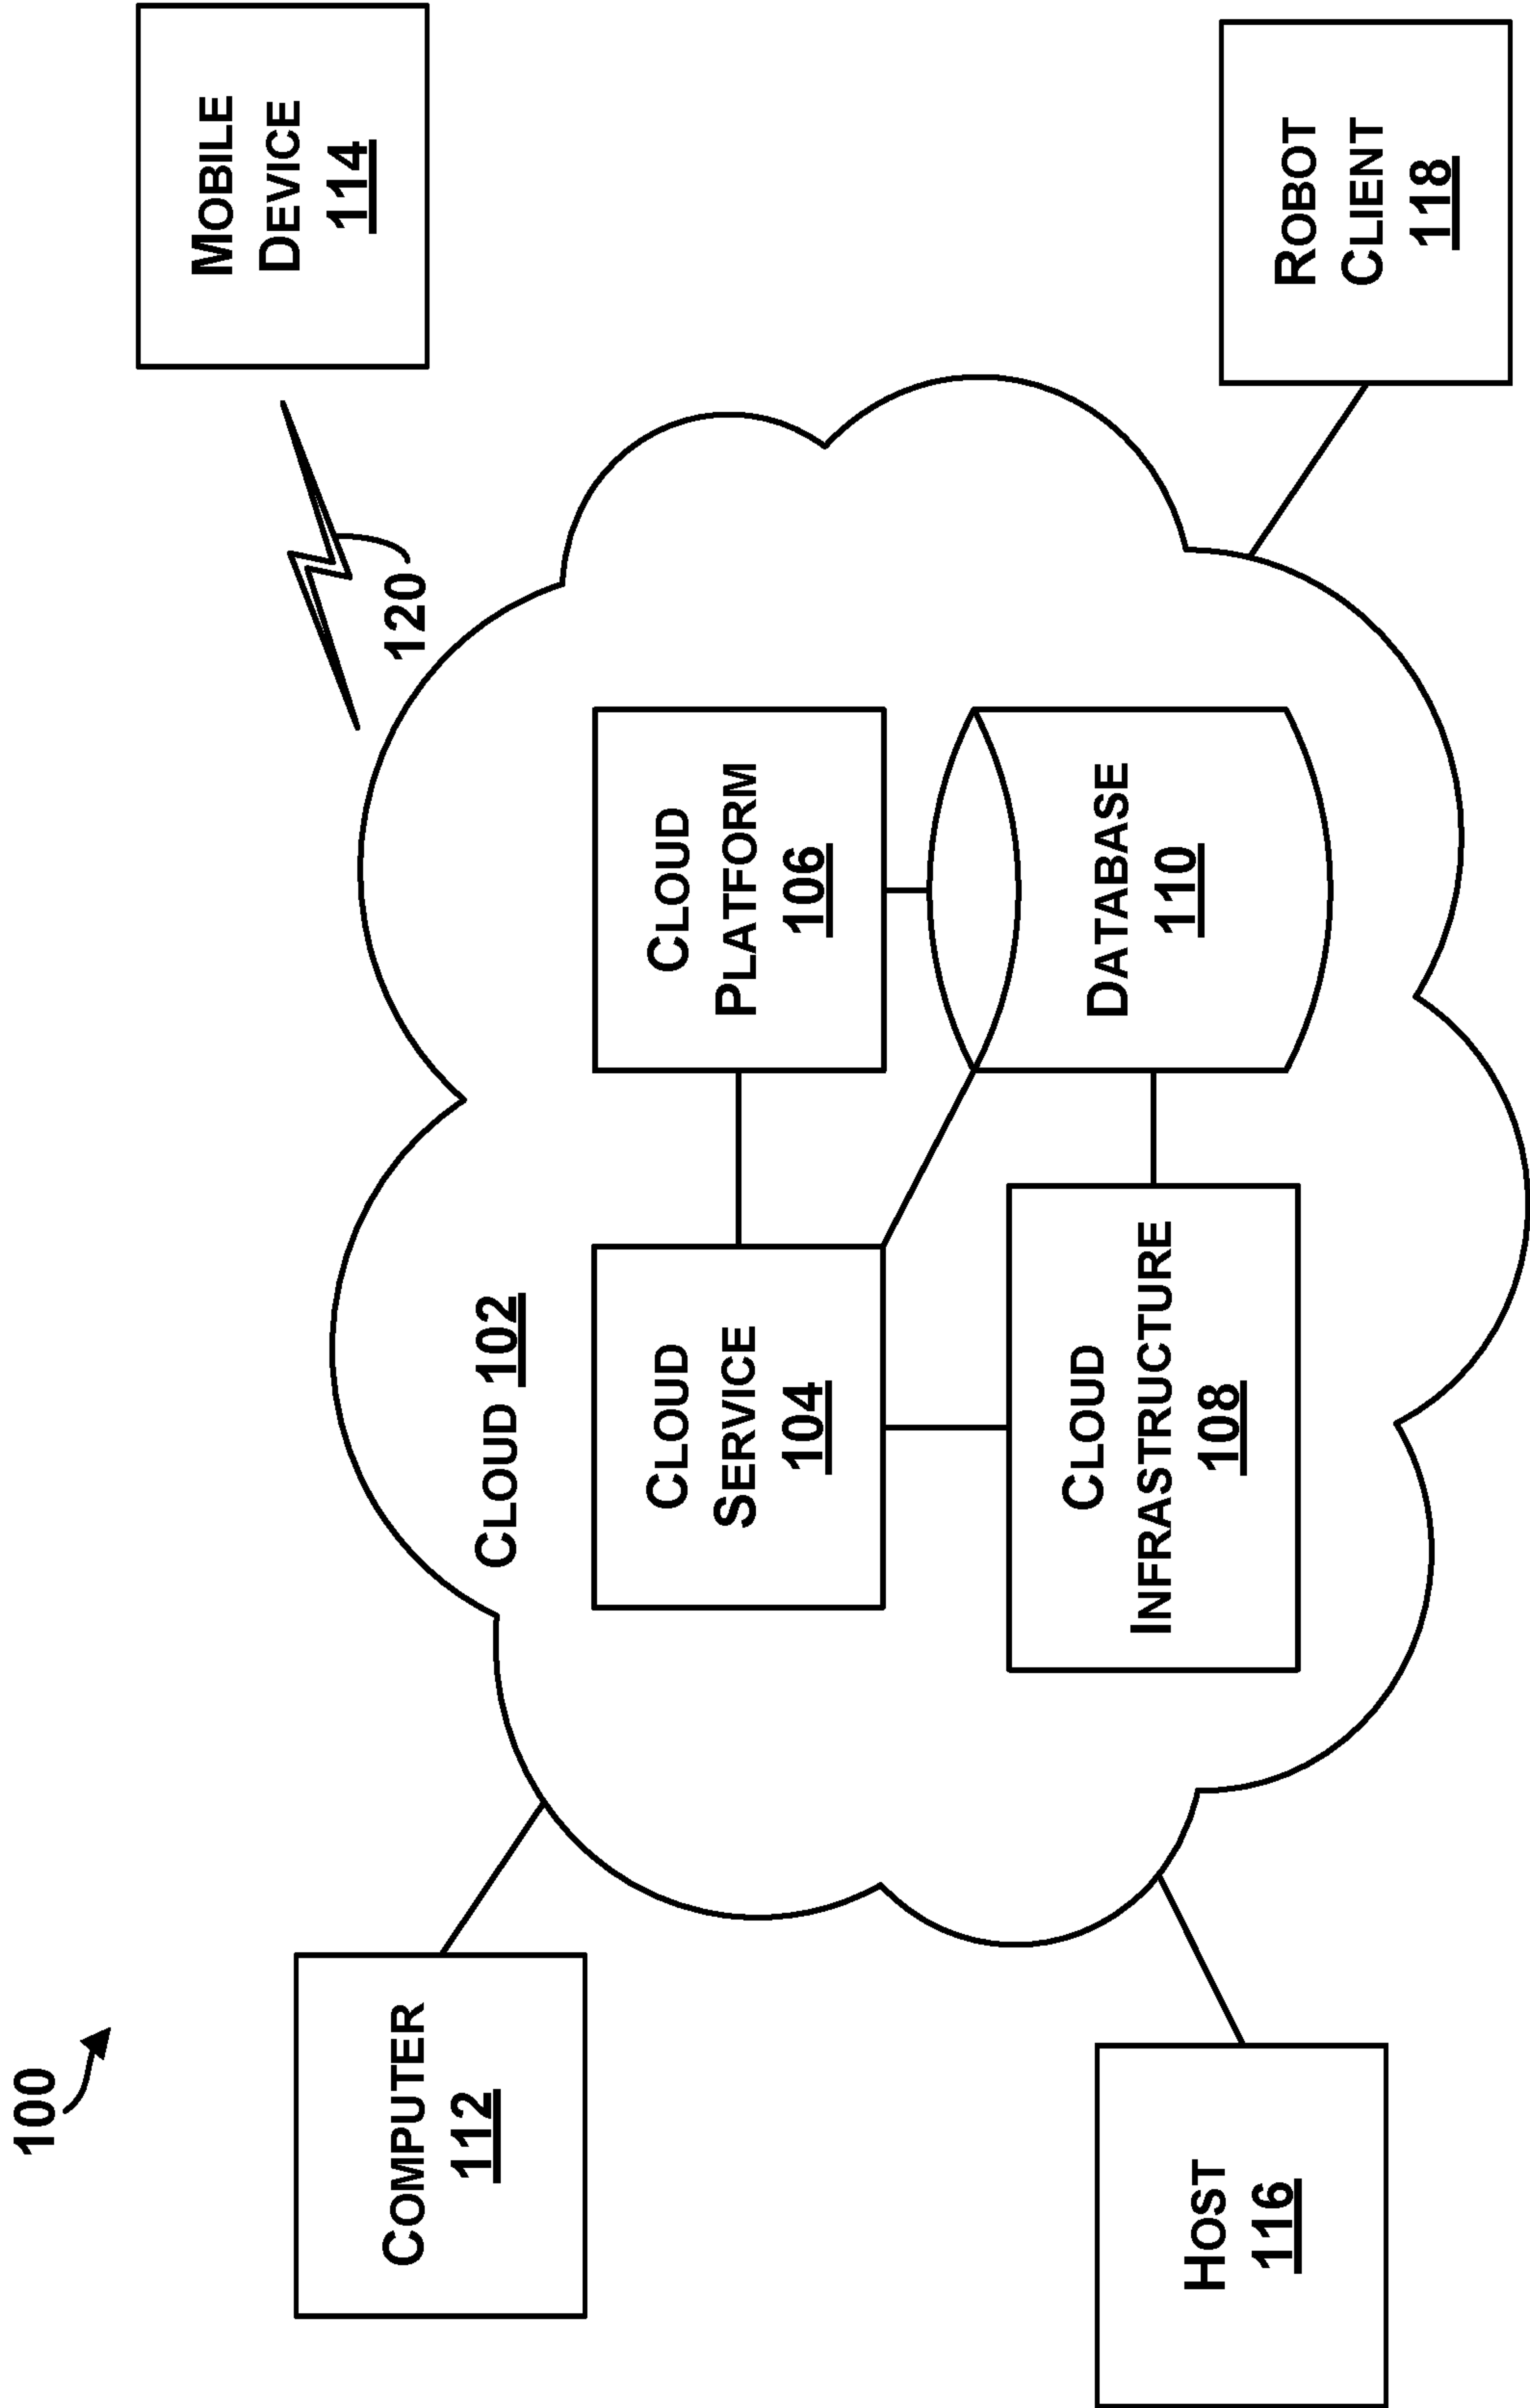 100
COMPUTER
112
MOBILE
DEVICE
114
120
CLOUD 102
CLOUD
SERVICE
104
CLOUD
PLATFORM
106
CLOUD
INFRASTRUCTURE
108
DATABASE
110
HOST
116
ROBOT
CLIENT
118